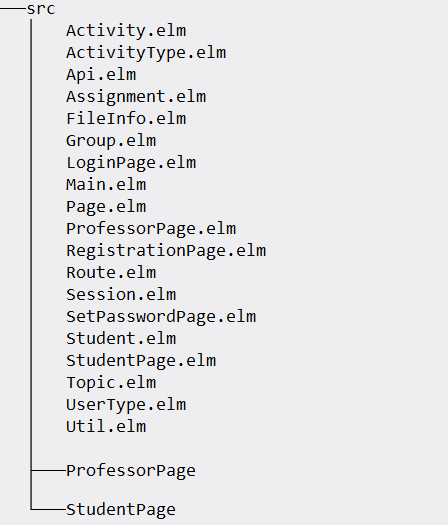 src
Activity.elm
ActivityType.elm
Api.elm
Assignment.elm
FileInfo.elm
Group.elm
LoginPage.elm
Main.elm
Page.elm
ProfessorPage.elm
RegistrationPage.elm
Route.elm
Session.elm
SetPasswordPage.elm
Student.elm
StudentPage.elm
Topic.elm
UserType.elm
Util.elm
ProfessorPage
StudentPage